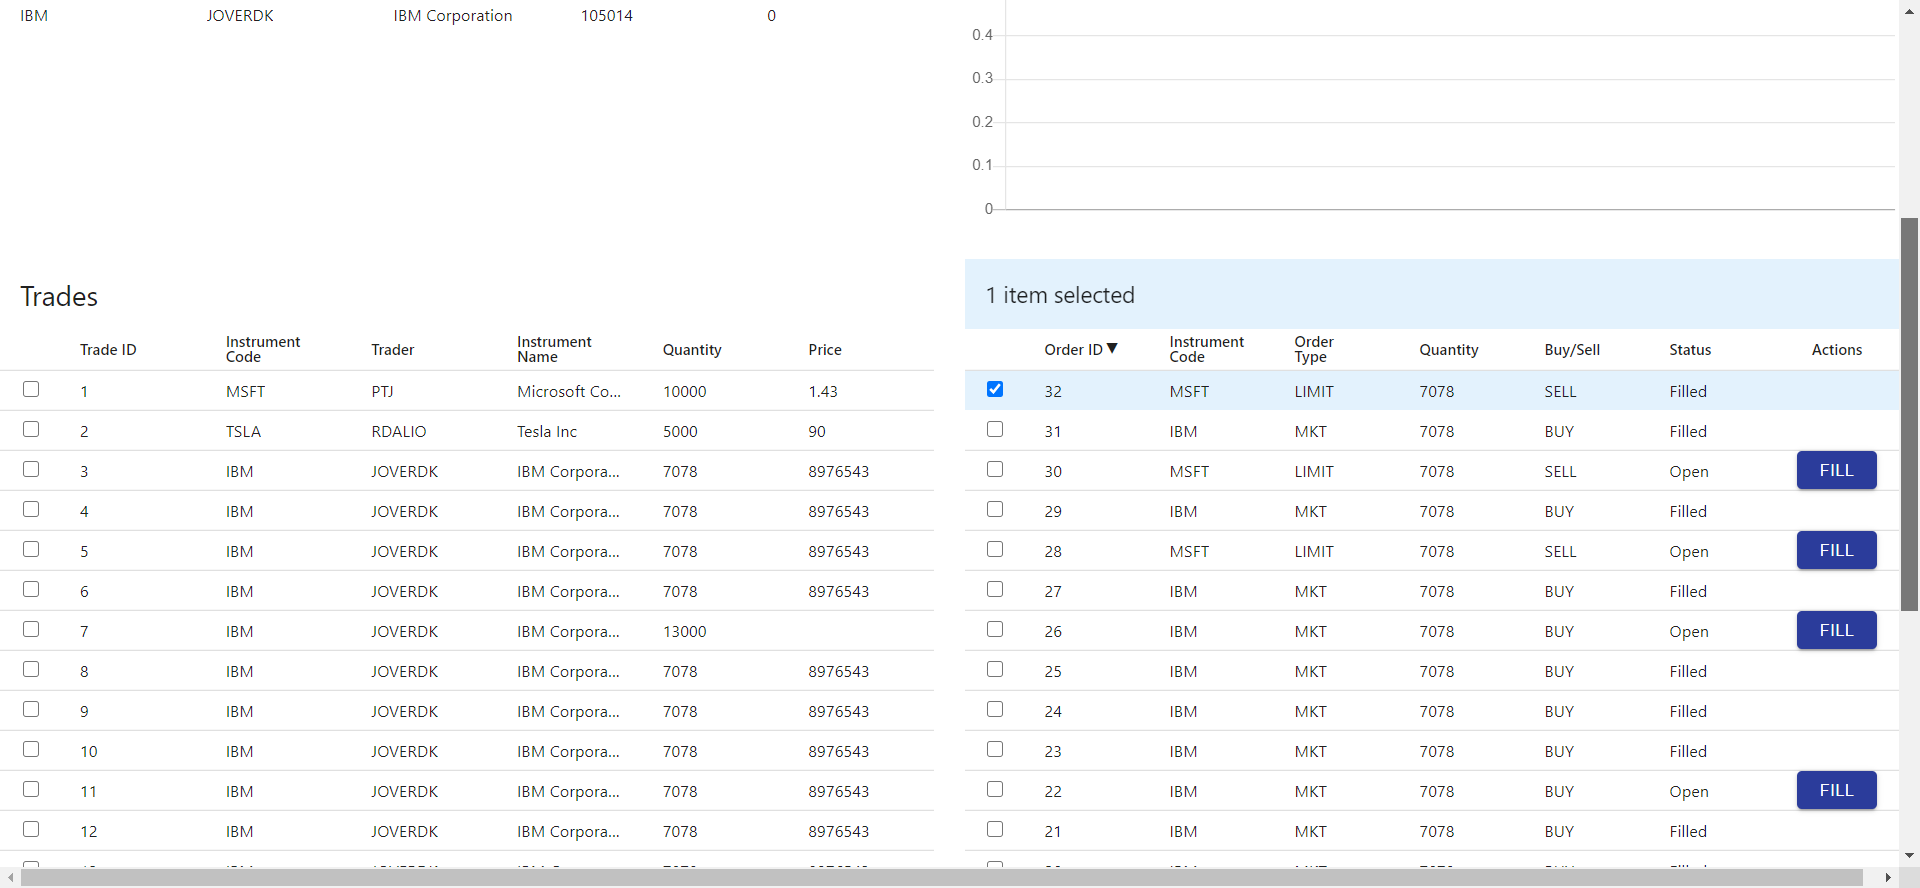 IBM JOVERDK IBM Corporation 105014 0
0.4
0.3
0.2
0.1
0
Trades
Trade ID Instrument Code Trader Instrument Name Quantity Price
1 MSFT PTJ Microsoft Co... 10000 1.43
2 TSLA RDALIO Tesla Inc 5000 90
3 IBM JOVERDK IBM Corpora... 7078 8976543
4 IBM JOVERDK IBM Corpora... 7078 8976543
5 IBM JOVERDK IBM Corpora... 7078 8976543
6 IBM JOVERDK IBM Corpora... 7078 8976543
7 IBM JOVERDK IBM Corpora... 13000
8 IBM JOVERDK IBM Corpora... 7078 8976543
9 IBM JOVERDK IBM Corpora... 7078 8976543
10 IBM JOVERDK IBM Corpora... 7078 8976543
11 IBM JOVERDK IBM Corpora... 7078 8976543
12 IBM JOVERDK IBM Corpora... 7078 8976543
1 item selected
Order ID▼ Instrument Code Order Type Quantity Buy/Sell Status Actions
32 MSFT LIMIT 7078 SELL Filled
31 IBM MKT 7078 BUY Filled
30 MSFT LIMIT 7078 SELL Open FILL
29 IBM MKT 7078 BUY Filled
28 MSFT LIMIT 7078 SELL Open FILL
27 IBM MKT 7078 BUY Filled
26 IBM MKT 7078 BUY Open FILL
25 IBM MKT 7078 BUY Filled
24 IBM MKT 7078 BUY Filled
23 IBM MKT 7078 BUY Filled
22 IBM MKT 7078 BUY Open FILL
21 IBM MKT 7078 BUY Filled